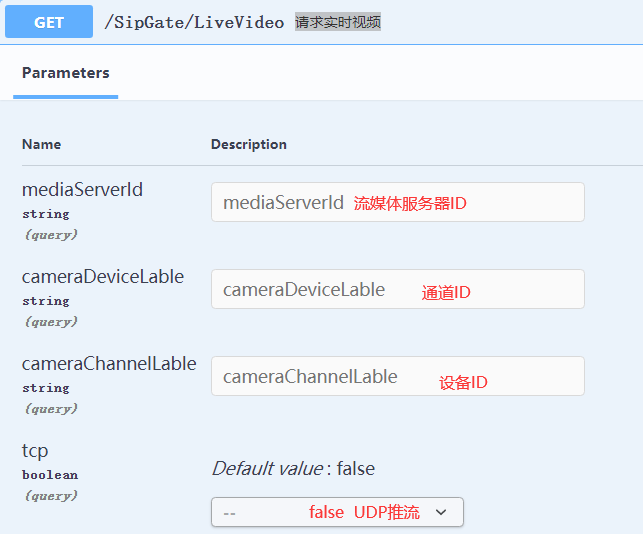 GET /SipGate/LiveVideo 请求实时视频
Parameters
Name Description
mediaServerId
string
(query)
mediaServerId 流媒体服务器ID
cameraDeviceLable
string
(query)
cameraDeviceLable 通道ID
cameraChannelLable
string
(query)
cameraChannelLable 设备ID
tcp
boolean
(query)
Default value : false
-- false UDP推流